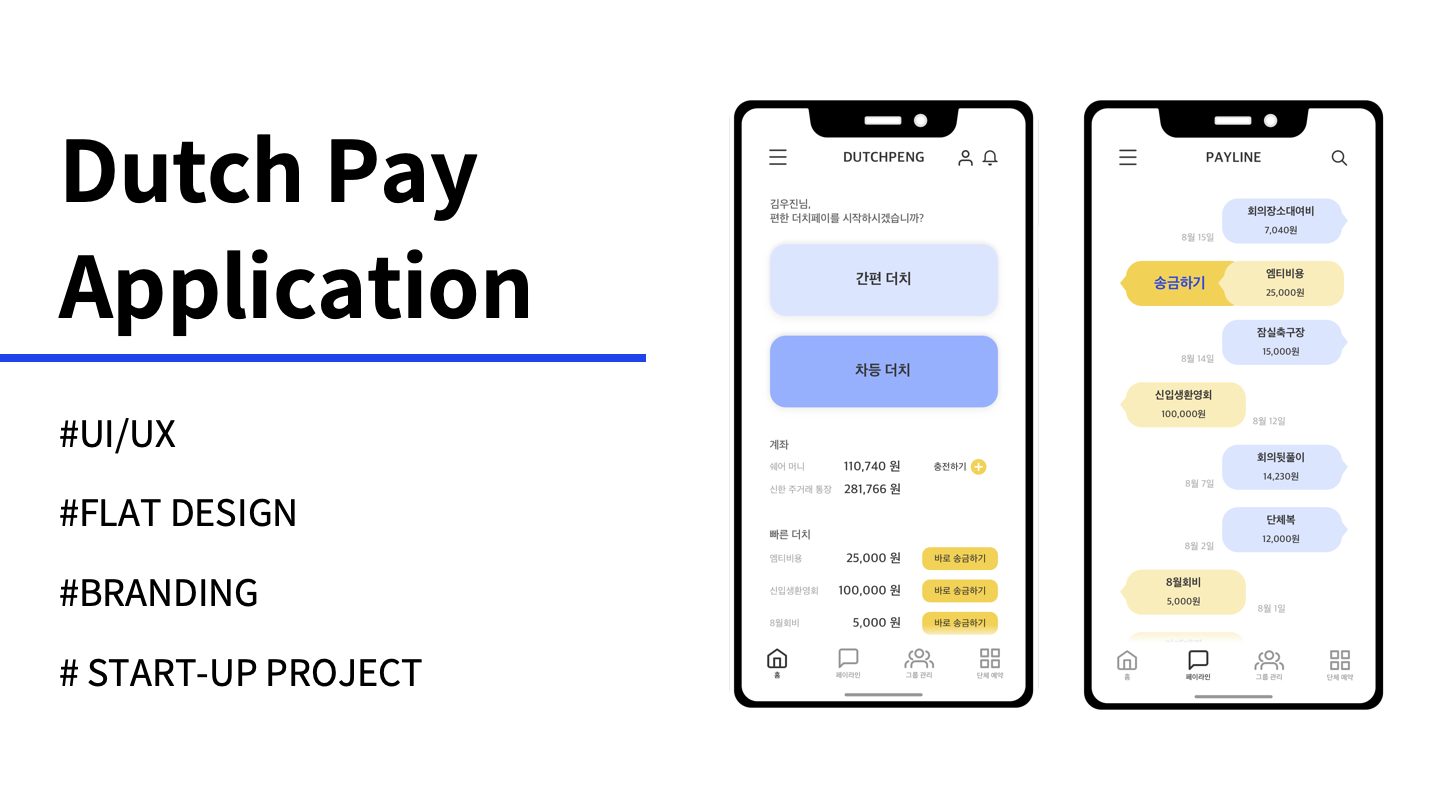 Dutch Pay
Application
#UI/UX
#FLAT DESIGN
#BRANDING
# START-UP PROJECT
DUTCHPENG
김우진님,
편한 더치페이를 시작하시겠습니까?
간편 더치
차등 더치
계좌
쉐어 머니 110,740 원 충전하기
신한 주거래 통장 281,766 원
빠른 더치
엠티비용 25,000 원 바로 송금하기
신입생환영회 100,000 원 바로 송금하기
8월회비 5,000 원 바로 송금하기
홈 페이라인 그룹 관리 단체 예약
PAYLINE
회의장소대여비
7,040원
8월 15일
송금하기
엠티비용
25,000원
잠실축구장
15,000원
8월 14일
신입생환영회
100,000원
8월 12일
회의뒷풀이
14,230원
8월 7일
단체복
12,000원
8월 2일
8월회비
5,000원
8월 1일
홈 페이라인 그룹 관리 단체 예약